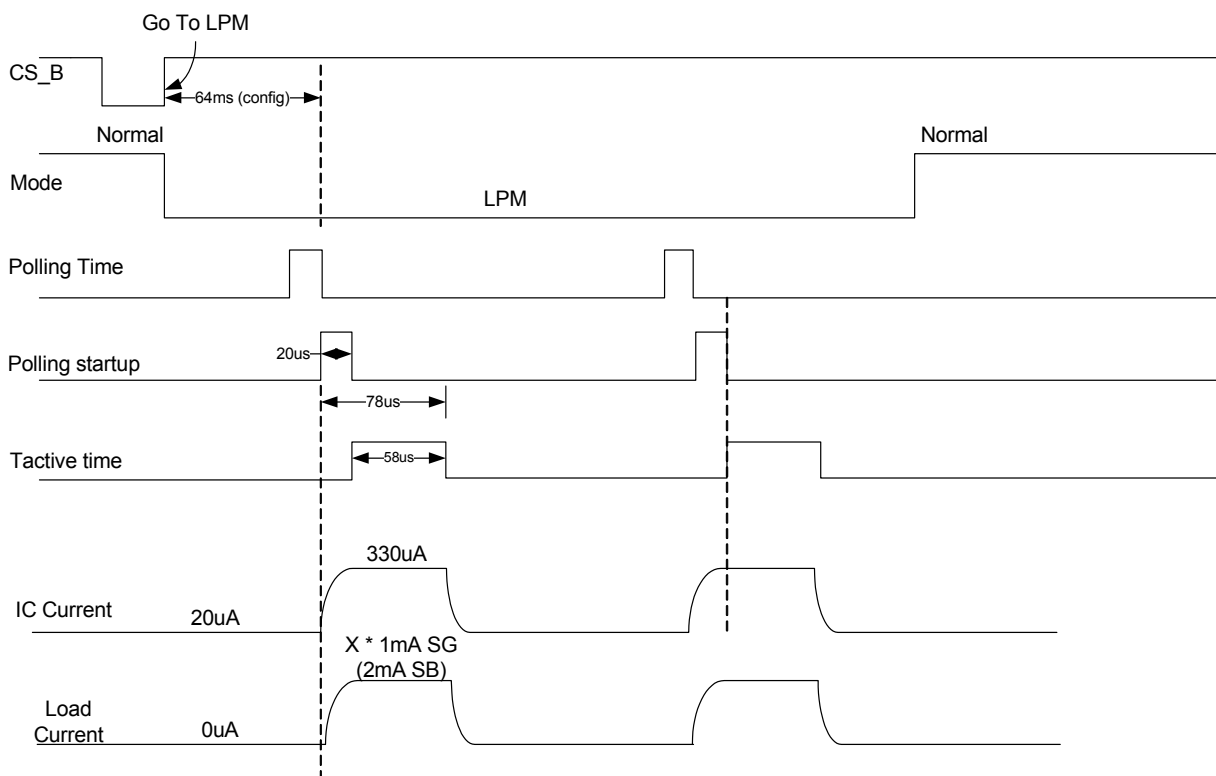 Go To LPM
CS_B
64ms (config)
Normal
Normal
Mode
LPM
Polling Time
20us
Polling startup
78us
Tactive time
58us
330uA
IC Current
20uA
X * 1mA SG
(2mA SB)
Load
Current
0uA